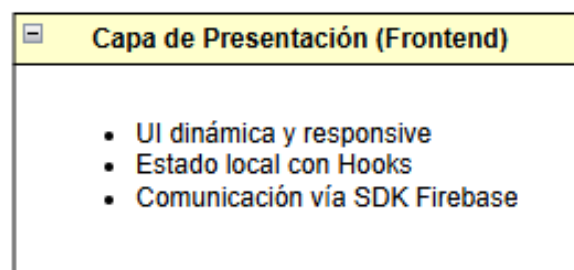 Capa de Presentación (Frontend)
• UI dinámica y responsive
• Estado local con Hooks
• Comunicación vía SDK Firebase